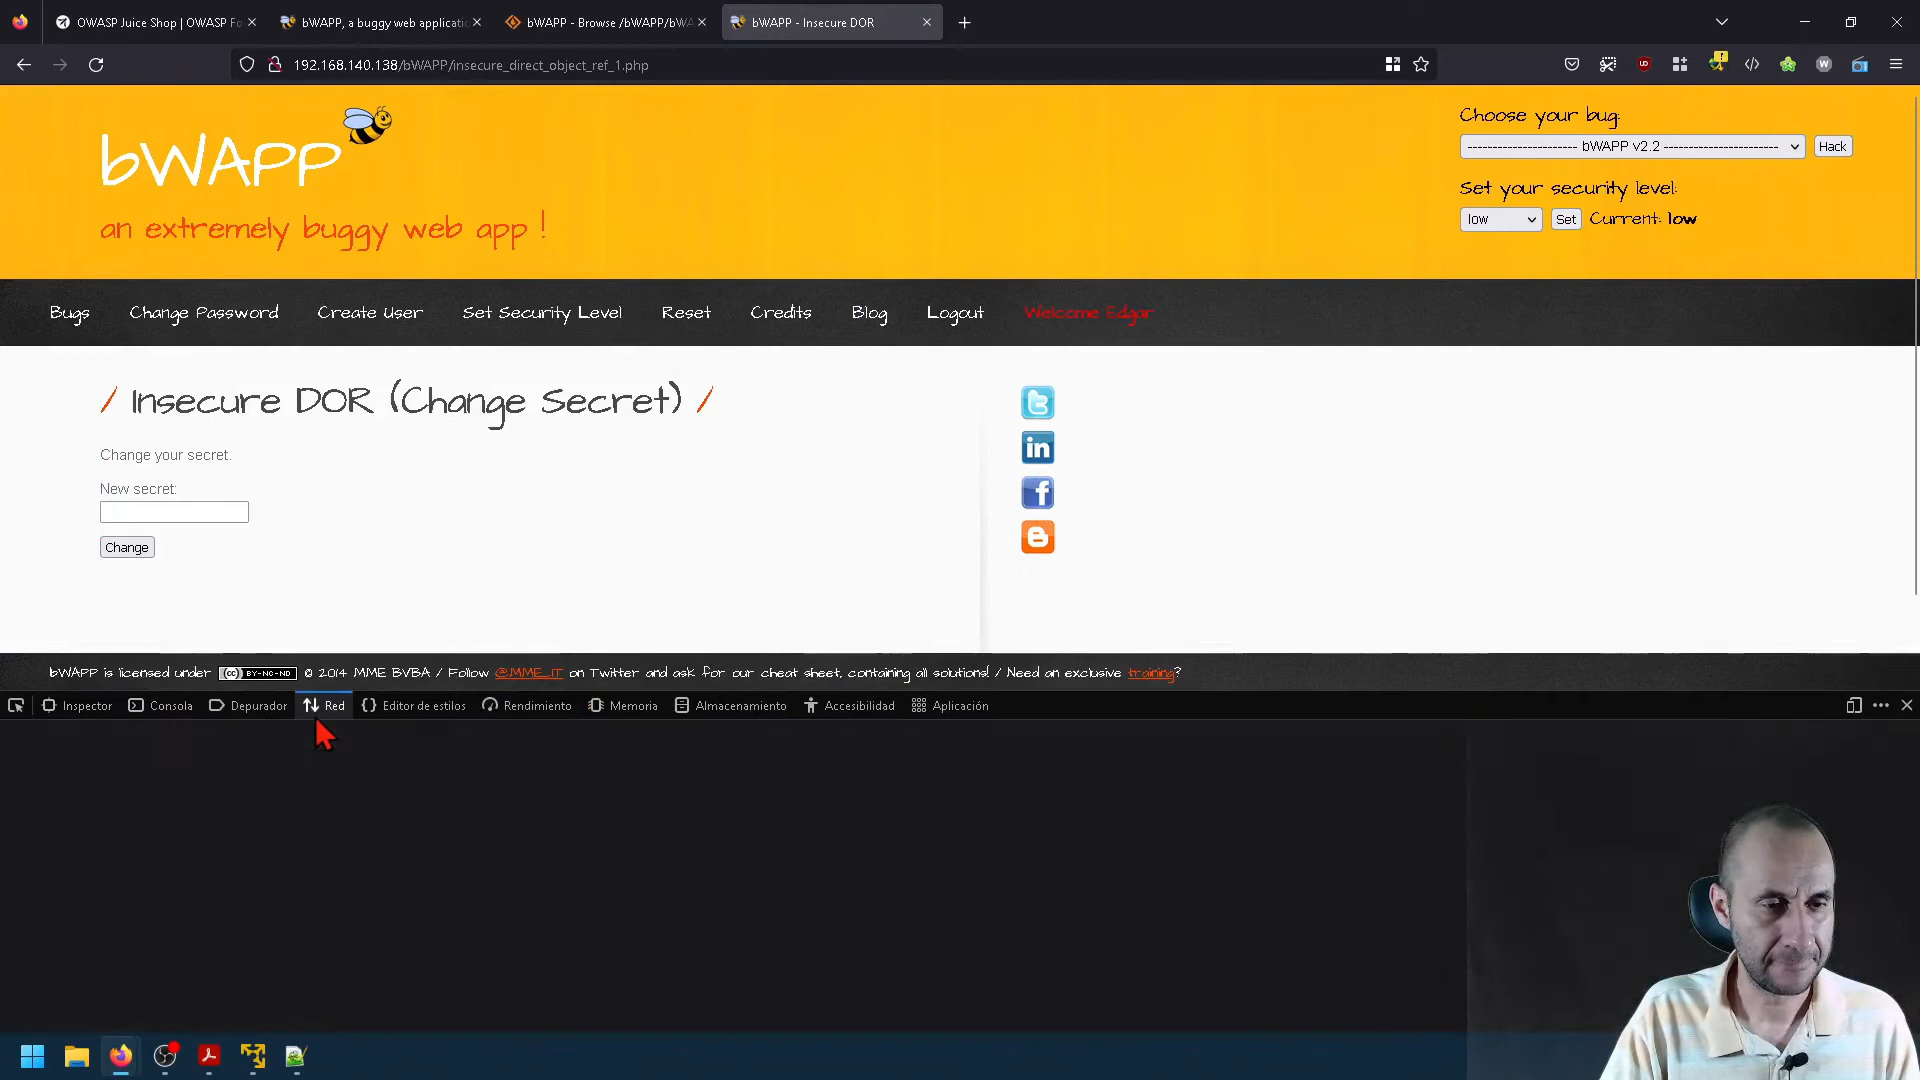 OWASP Juice Shop | OWASP Fo
bWAPP, a buggy web applicatio
bWAPP - Browse /bWAPP/bWA
bWAPP - Insecure DOR
192.168.140.138/bWAPP/insecure_direct_object_ref_1.php
bWAPP
an extremely buggy web app !
Choose your bug:
---------------------- bWAPP v2.2 -----------------------
Hack
Set your security level:
low
Set
Current: low
Bugs
Change Password
Create User
Set Security Level
Reset
Credits
Blog
Logout
Welcome Edgar
/ Insecure DOR (Change Secret) /
Change your secret.
New secret:
Change
bWAPP is licensed under (cc) BY-NC-ND © 2014 MME BVBA / Follow @MME_IT on Twitter and ask for our cheat sheet, containing all solutions! / Need an exclusive training?
Inspector
Consola
Depurador
Red
Editor de estilos
Rendimiento
Memoria
Almacenamiento
Accesibilidad
Aplicación